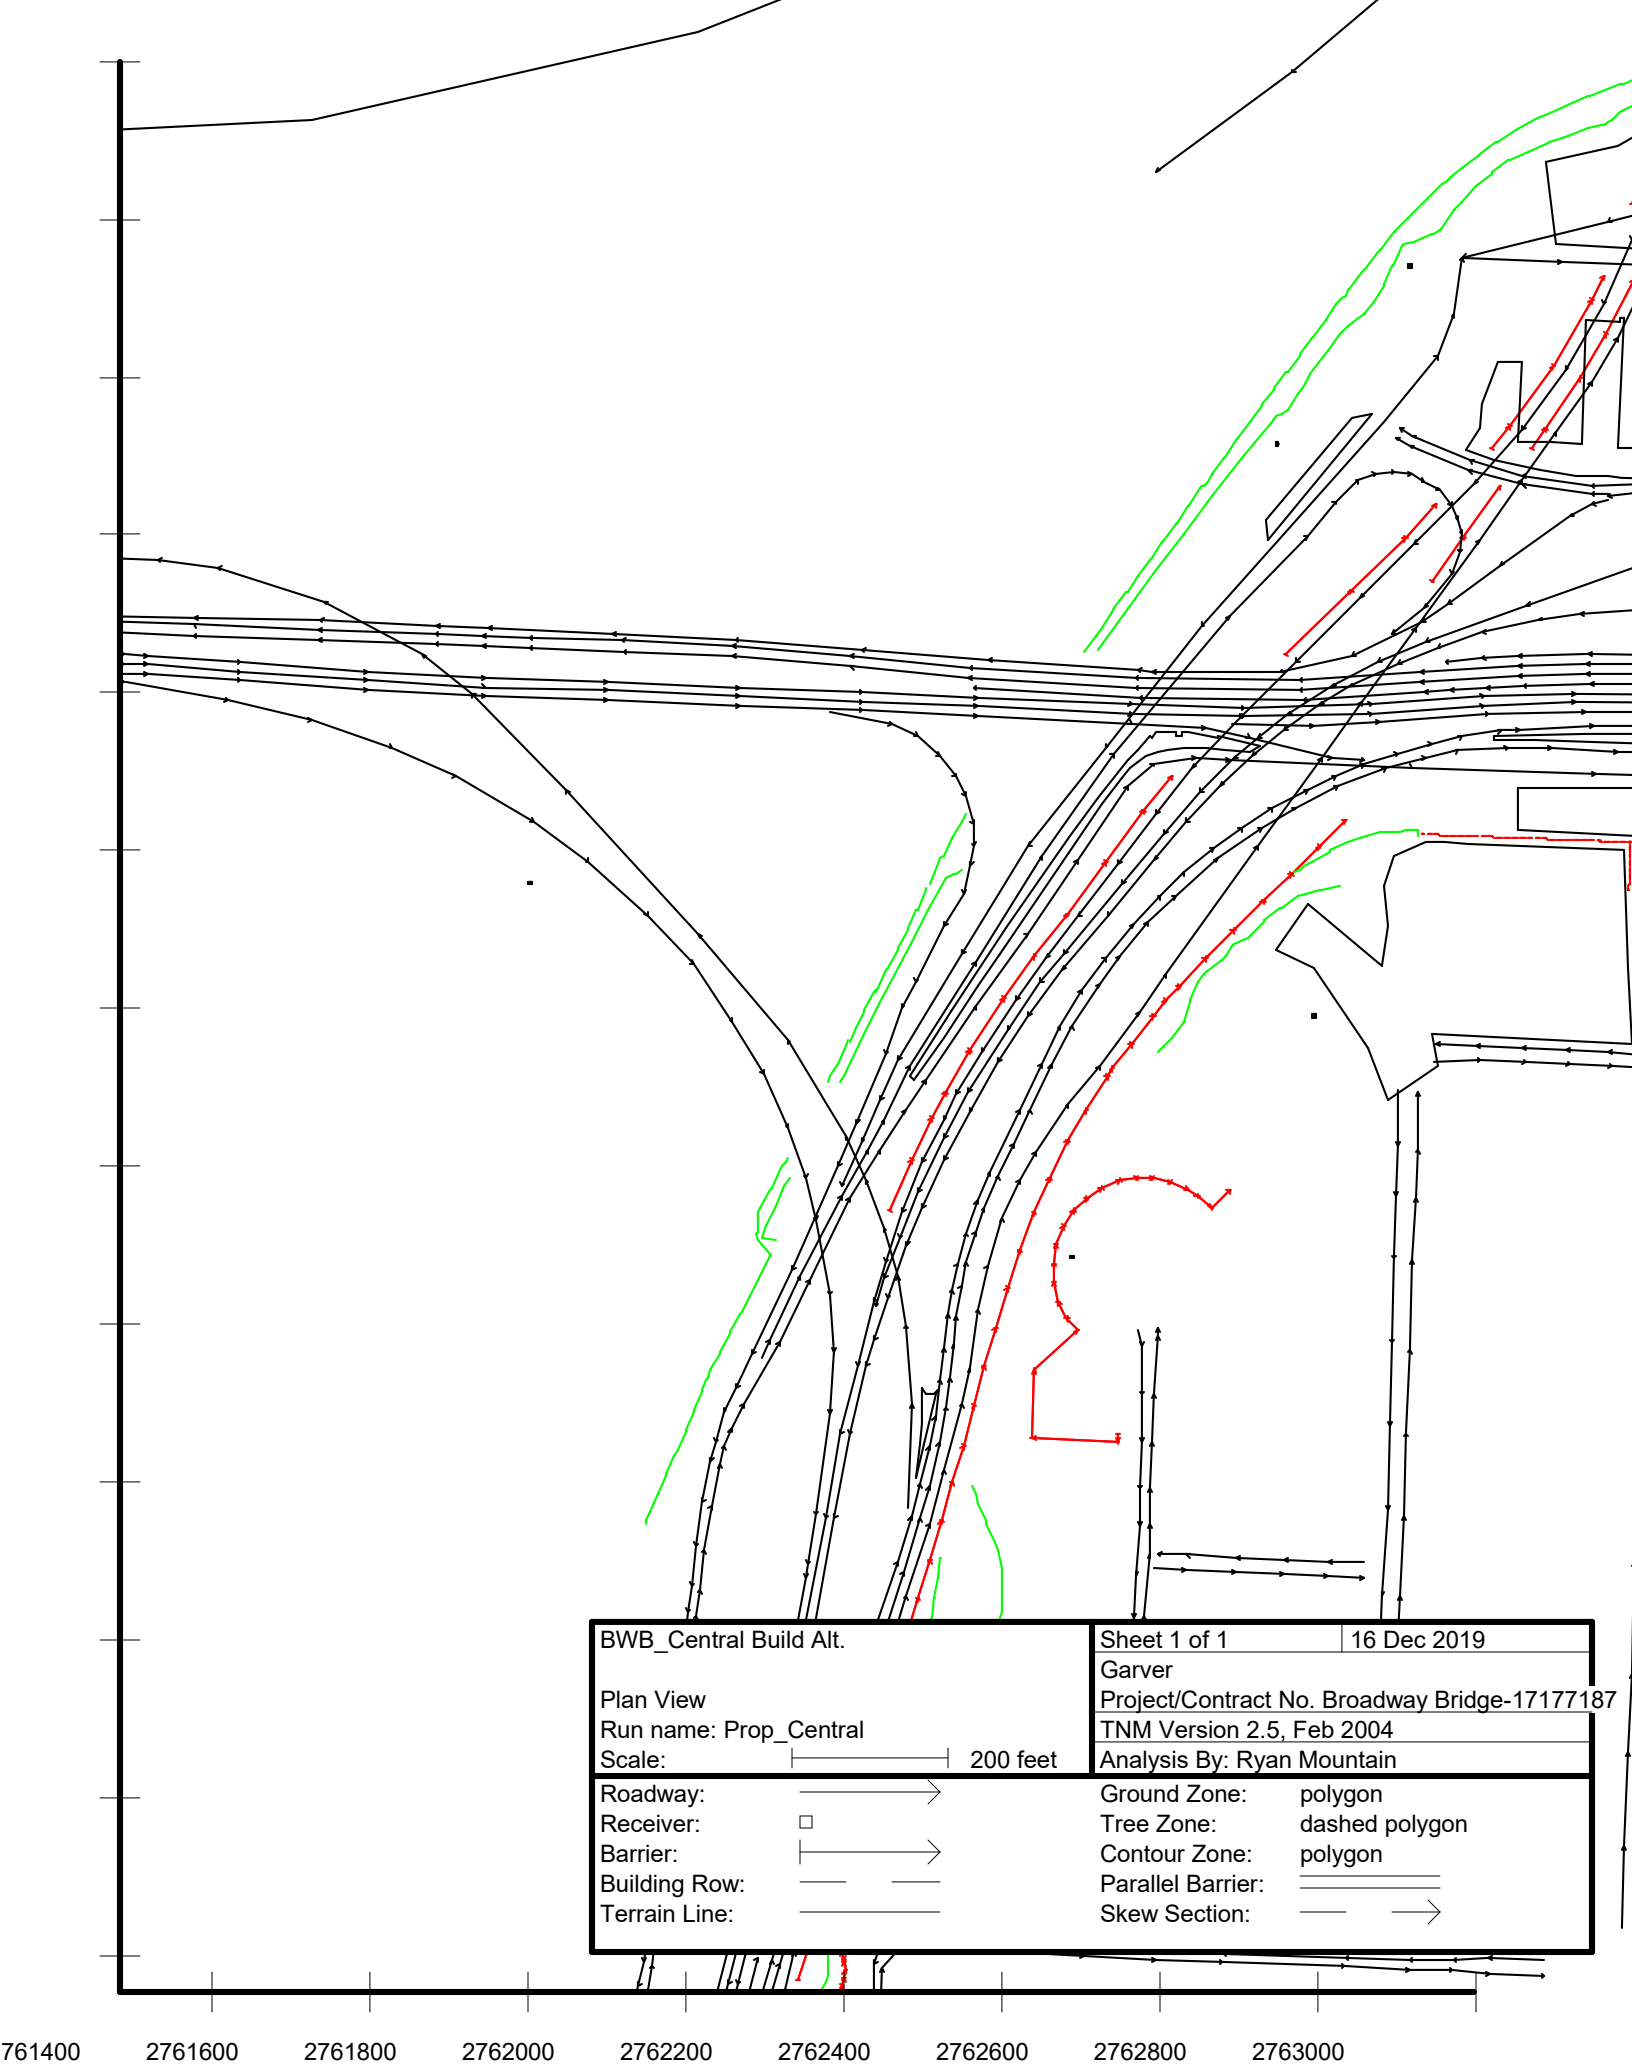 BWB_Central Build Alt.
Plan View
Run name: Prop_Central
Scale: 200 feet
Sheet 1 of 1 16 Dec 2019
Garver
Project/Contract No. Broadway Bridge-17177187
TNM Version 2.5, Feb 2004
Analysis By: Ryan Mountain
Roadway:
Receiver:
Barrier:
Building Row:
Terrain Line:
Ground Zone: polygon
Tree Zone: dashed polygon
Contour Zone: polygon
Parallel Barrier:
Skew Section:
761400 2761600 2761800 2762000 2762200 2762400 2762600 2762800 2763000